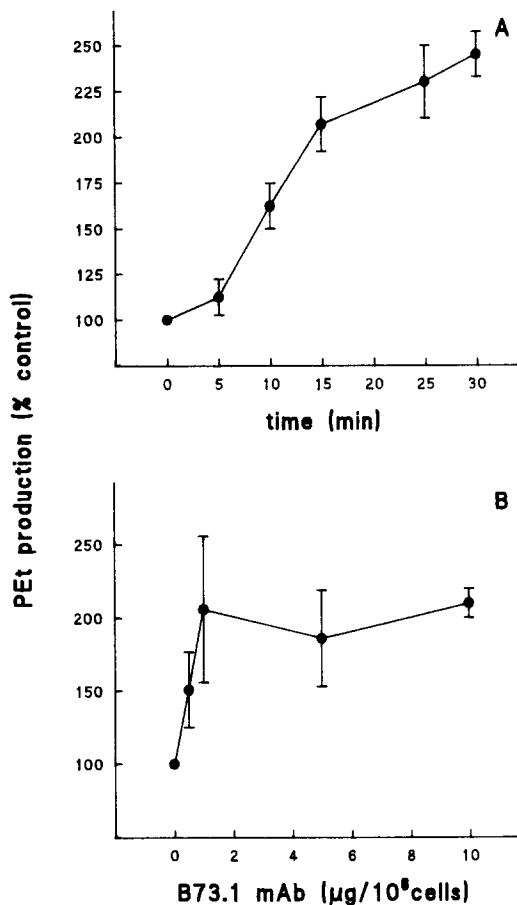 A
250
225
200
175
150
125
100
0 5 10 15 20 25 30
time (min)
PEt production (% control)
B
250
200
150
100
0 2 4 6 8 10
B73.1 mAb (μg/10⁶cells)